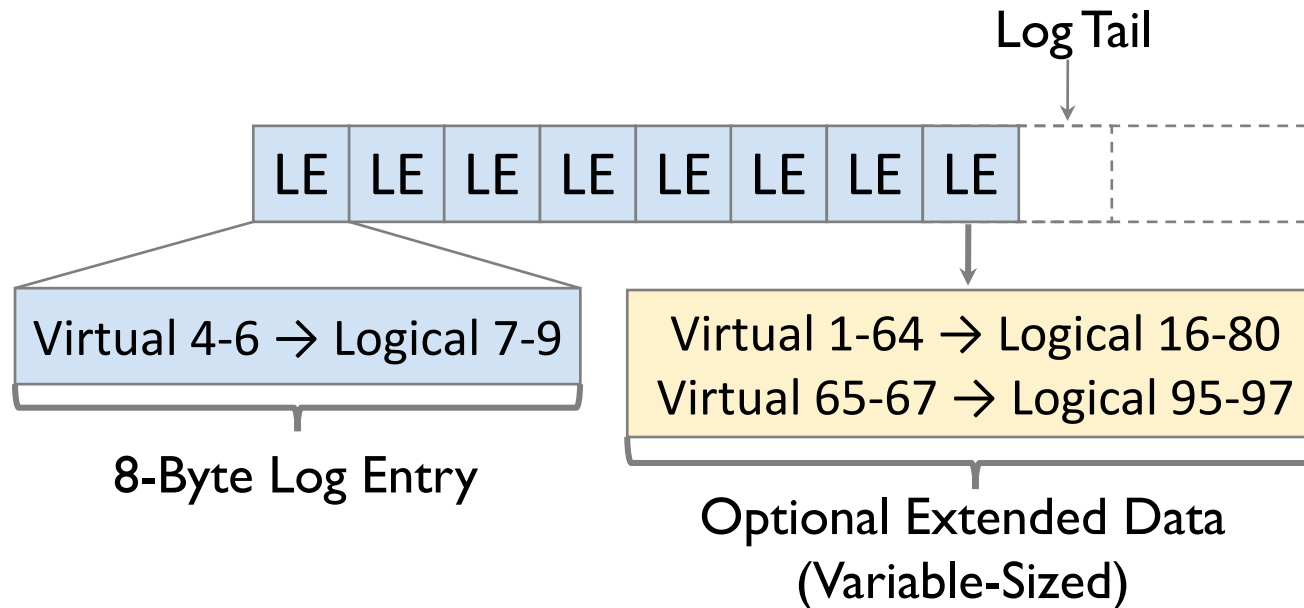 Log Tail
LE LE LE LE LE LE LE LE
Virtual 4-6 → Logical 7-9
Virtual 1-64 → Logical 16-80
Virtual 65-67 → Logical 95-97
8-Byte Log Entry
Optional Extended Data
(Variable-Sized)